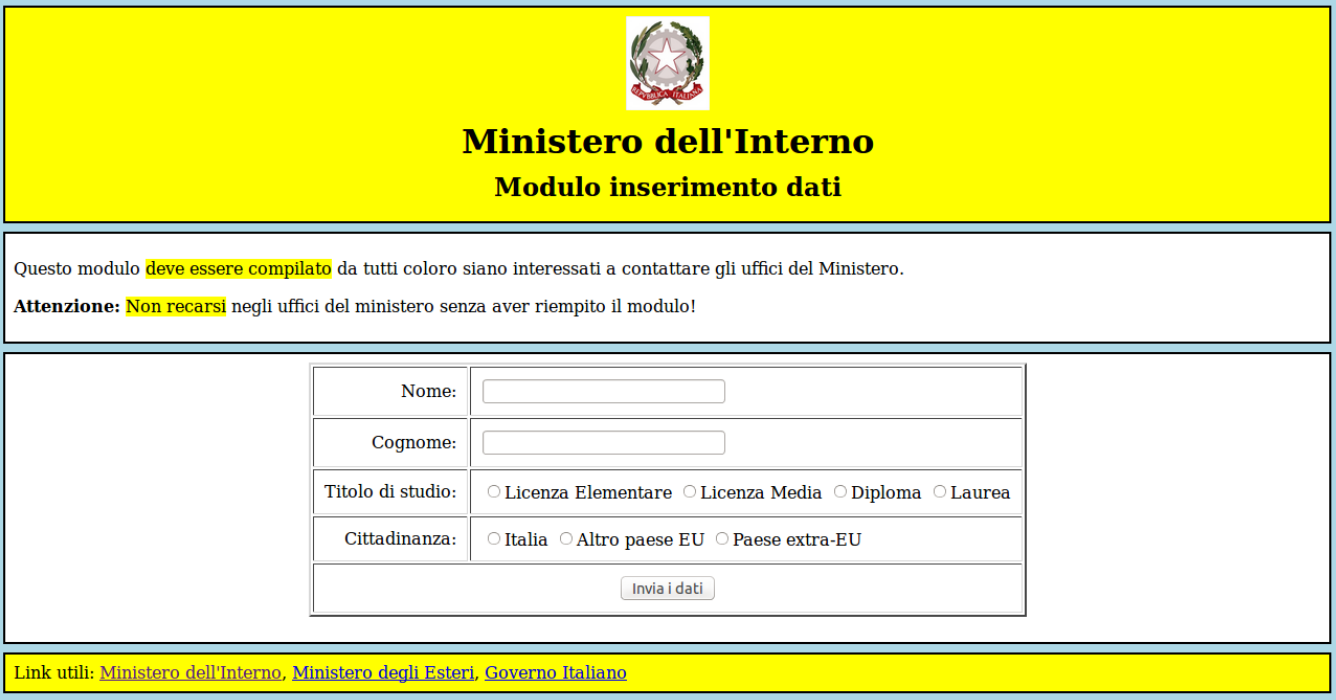 REPVBBLICA ITALIANA
Ministero dell'Interno
Modulo inserimento dati
Questo modulo deve essere compilato da tutti coloro siano interessati a contattare gli uffici del Ministero.
Attenzione: Non recarsi negli uffici del ministero senza aver riempito il modulo!
Nome:
Cognome:
Titolo di studio: Licenza Elementare Licenza Media Diploma Laurea
Cittadinanza: Italia Altro paese EU Paese extra-EU
Invia i dati
Link utili: Ministero dell'Interno, Ministero degli Esteri, Governo Italiano